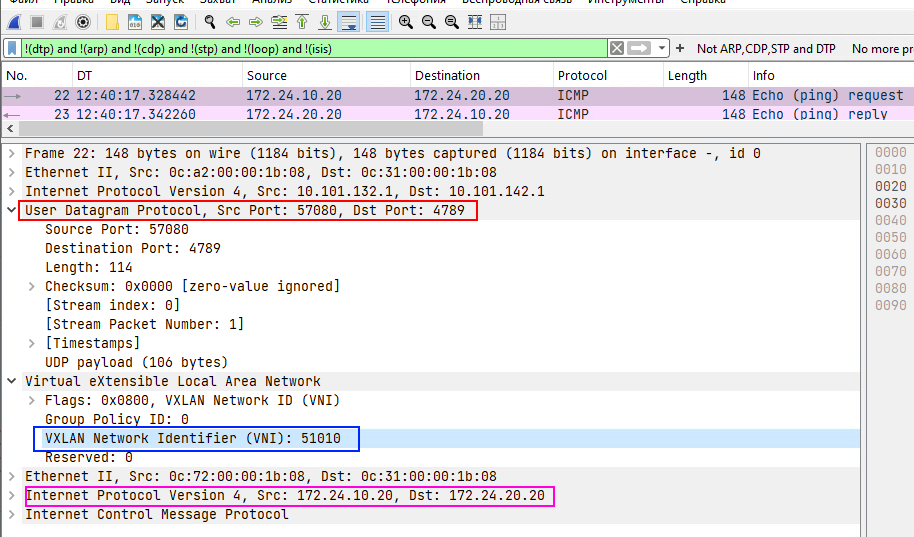 Файл Правка Вид Запуск Захват Анализ Статистика Телефония Беспроводная связь Инструменты Справка
!(dtp) and !(arp) and !(cdp) and !(stp) and !(loop) and !(isis) Not ARP,CDP,STP and DTP No more pr
No. DT Source Destination Protocol Length Info
22 12:40:17.328442 172.24.10.20 172.24.20.20 ICMP 148 Echo (ping) request
23 12:40:17.342260 172.24.20.20 172.24.10.20 ICMP 148 Echo (ping) reply
Frame 22: 148 bytes on wire (1184 bits), 148 bytes captured (1184 bits) on interface -, id 0
Ethernet II, Src: 0c:a2:00:00:1b:08, Dst: 0c:31:00:00:1b:08
Internet Protocol Version 4, Src: 10.101.132.1, Dst: 10.101.142.1
User Datagram Protocol, Src Port: 57080, Dst Port: 4789
Source Port: 57080
Destination Port: 4789
Length: 114
Checksum: 0x0000 [zero-value ignored]
[Stream index: 0]
[Stream Packet Number: 1]
[Timestamps]
UDP payload (106 bytes)
Virtual eXtensible Local Area Network
Flags: 0x0800, VXLAN Network ID (VNI)
Group Policy ID: 0
VXLAN Network Identifier (VNI): 51010
Reserved: 0
Ethernet II, Src: 0c:72:00:00:1b:08, Dst: 0c:31:00:00:1b:08
Internet Protocol Version 4, Src: 172.24.10.20, Dst: 172.24.20.20
Internet Control Message Protocol
0000
0010
0020
0030
0040
0050
0060
0070
0080
0090